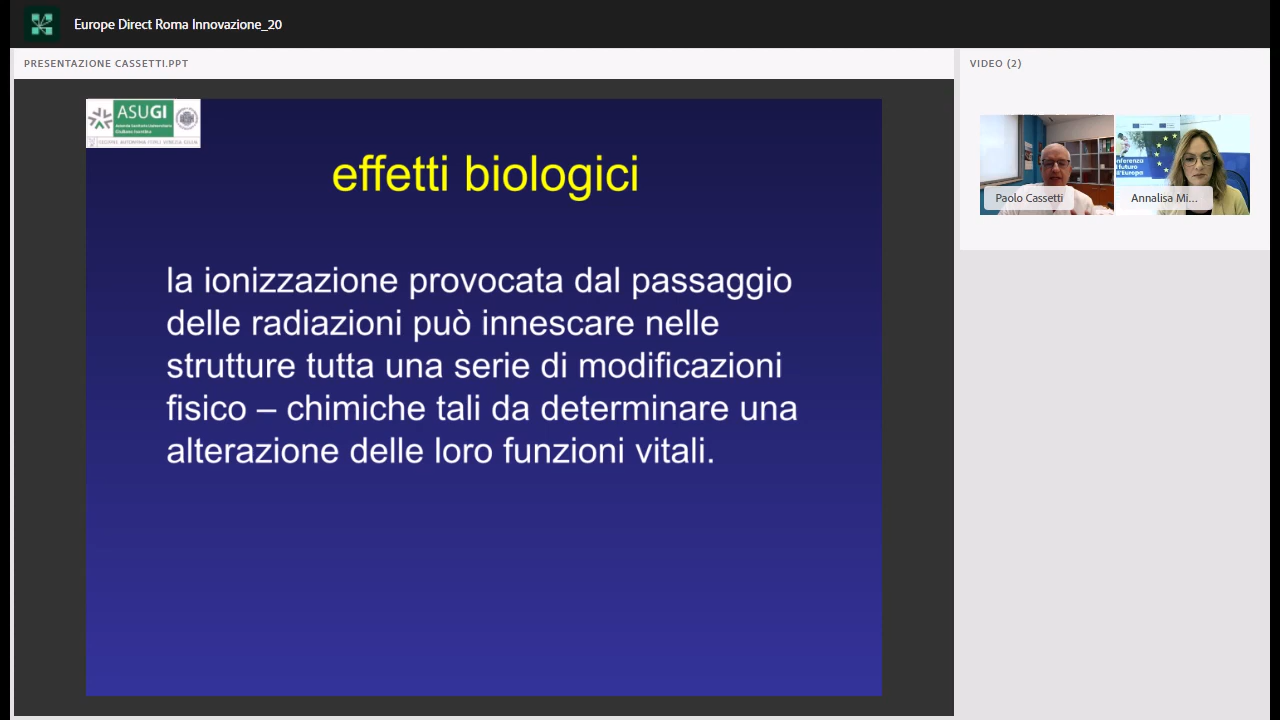 Europe Direct Roma Innovazione_20
PRESENTAZIONE CASSETTI.PPT
VIDEO (2)
ASUGI
effetti biologici
la ionizzazione provocata dal passaggio
delle radiazioni può innescare nelle
strutture tutta una serie di modificazioni
fisico – chimiche tali da determinare una
alterazione delle loro funzioni vitali.
Paolo Cassetti
Annalisa Mi...